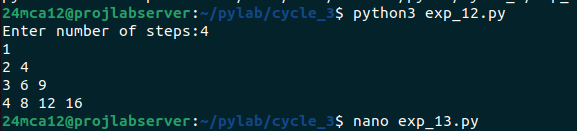 24mca12@projlabserver:~/pylab/cycle_3$ python3 exp_12.py
Enter number of steps:4
1
2 4
3 6 9
4 8 12 16
24mca12@projlabserver:~/pylab/cycle_3$ nano exp_13.py